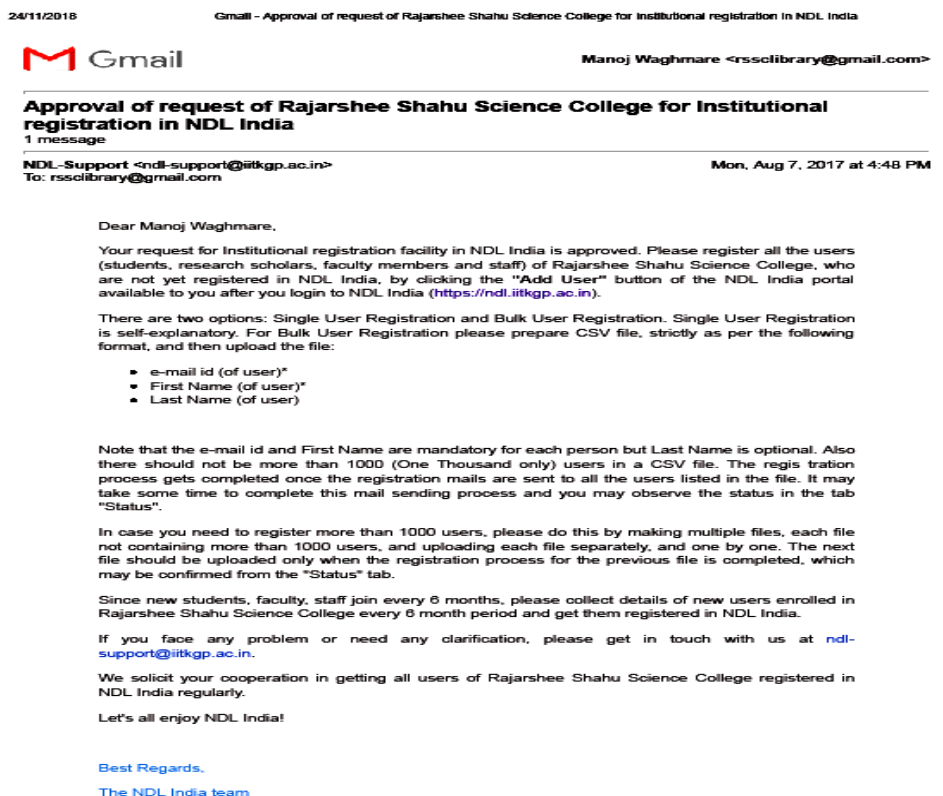 24/11/2018 Gmail - Approval of request of Rajarshee Shahu Science College for Institutional registration in NDL India
Gmail
Manoj Waghmare <rssclibrary@gmail.com>
Approval of request of Rajarshee Shahu Science College for Institutional
registration in NDL India
1 message
NDL-Support <ndl-support@iitkgp.ac.in> Mon, Aug 7, 2017 at 4:48 PM
To: rssclibrary@gmail.com
Dear Manoj Waghmare,
Your request for Institutional registration facility in NDL India is approved. Please register all the users
(students, research scholars, faculty members and staff) of Rajarshee Shahu Science College, who
are not yet registered in NDL India, by clicking the "Add User" button of the NDL India portal
available to you after you login to NDL India (https://ndl.iitkgp.ac.in).
There are two options: Single User Registration and Bulk User Registration. Single User Registration
is self-explanatory. For Bulk User Registration please prepare CSV file, strictly as per the following
format, and then upload the file:
• e-mail id (of user)*
• First Name (of user)*
• Last Name (of user)
Note that the e-mail id and First Name are mandatory for each person but Last Name is optional. Also
there should not be more than 1000 (One Thousand only) users in a CSV file. The regis tration
process gets completed once the registration mails are sent to all the users listed in the file. It may
take some time to complete this mail sending process and you may observe the status in the tab
"Status".
In case you need to register more than 1000 users, please do this by making multiple files, each file
not containing more than 1000 users, and uploading each file separately, and one by one. The next
file should be uploaded only when the registration process for the previous file is completed, which
may be confirmed from the "Status" tab.
Since new students, faculty, staff join every 6 months, please collect details of new users enrolled in
Rajarshee Shahu Science College every 6 month period and get them registered in NDL India.
If you face any problem or need any clarification, please get in touch with us at ndl-
support@iitkgp.ac.in.
We solicit your cooperation in getting all users of Rajarshee Shahu Science College registered in
NDL India regularly.
Let's all enjoy NDL India!
Best Regards,
The NDL India team